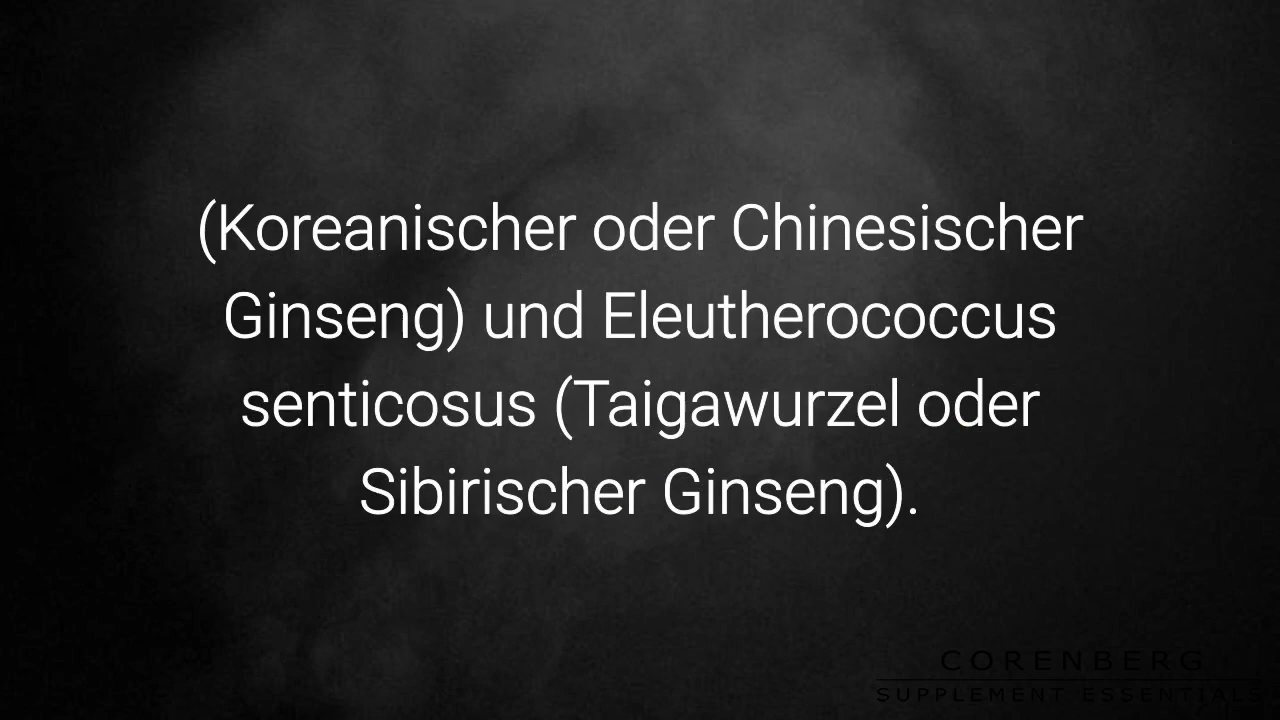 (Koreanischer oder Chinesischer
Ginseng) und Eleutherococcus
senticosus (Taigawurzel oder
Sibirischer Ginseng).
CORENBERG
SUPPLEMENT ESSENTIALS